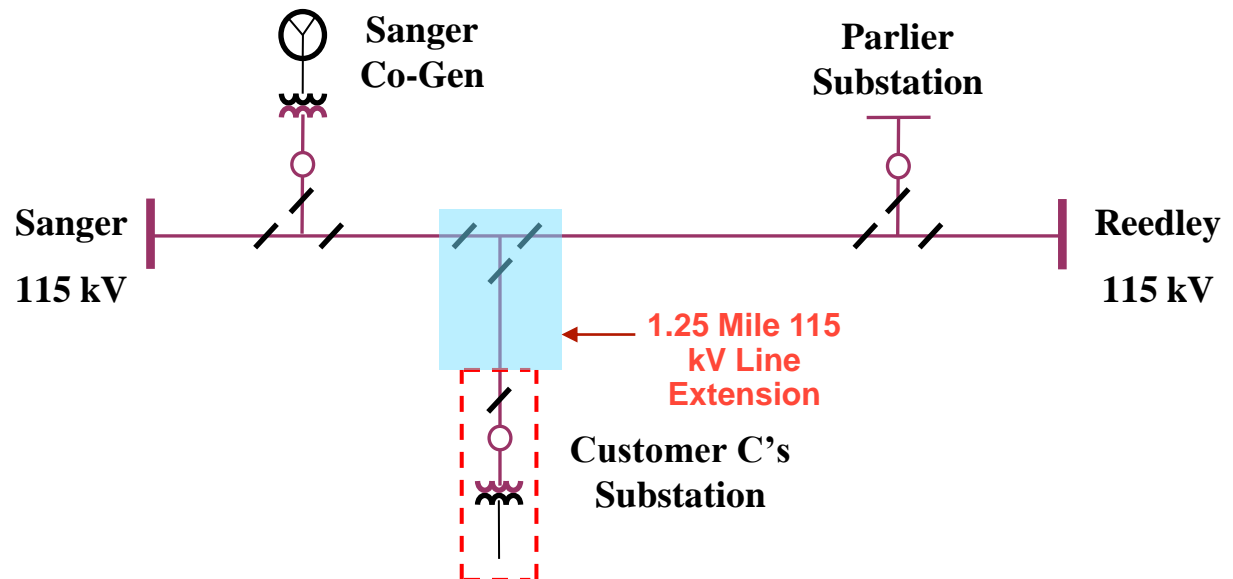 Sanger
Co-Gen
Parlier
Substation
Sanger
115 kV
Reedley
115 kV
1.25 Mile 115
kV Line
Extension
Customer C’s
Substation